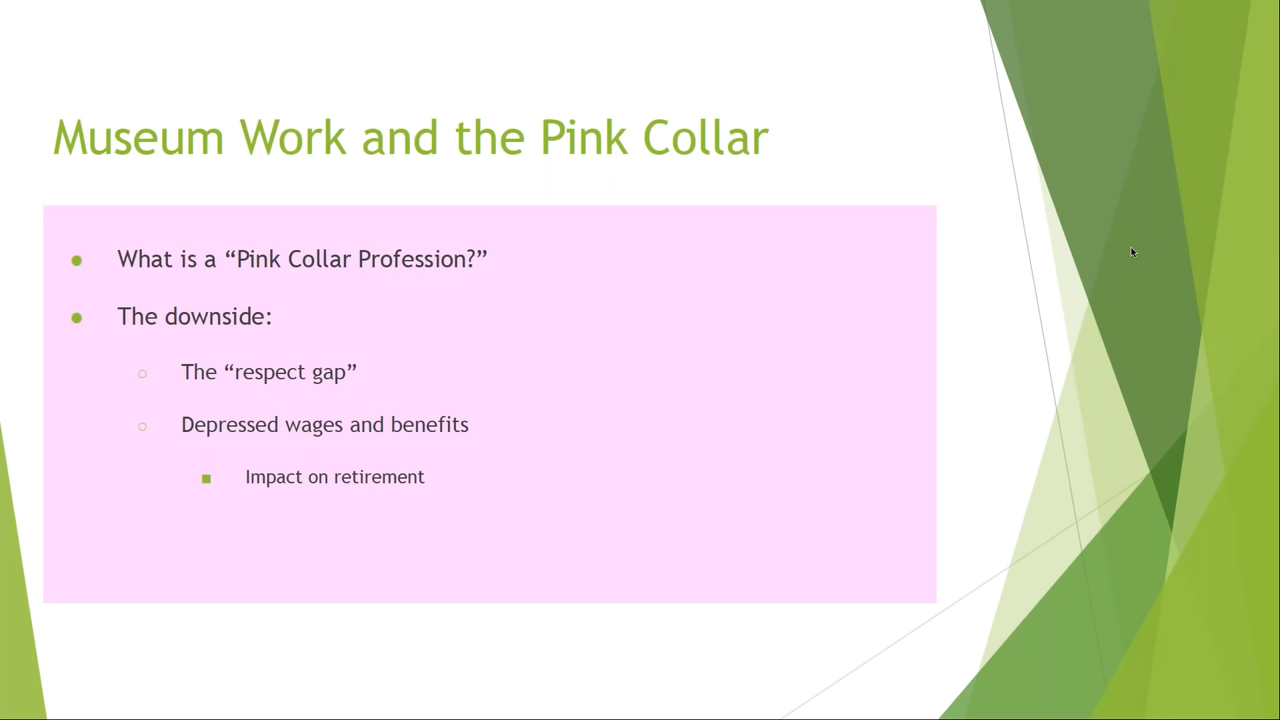 Museum Work and the Pink Collar
What is a “Pink Collar Profession?”
The downside:
The “respect gap”
Depressed wages and benefits
Impact on retirement